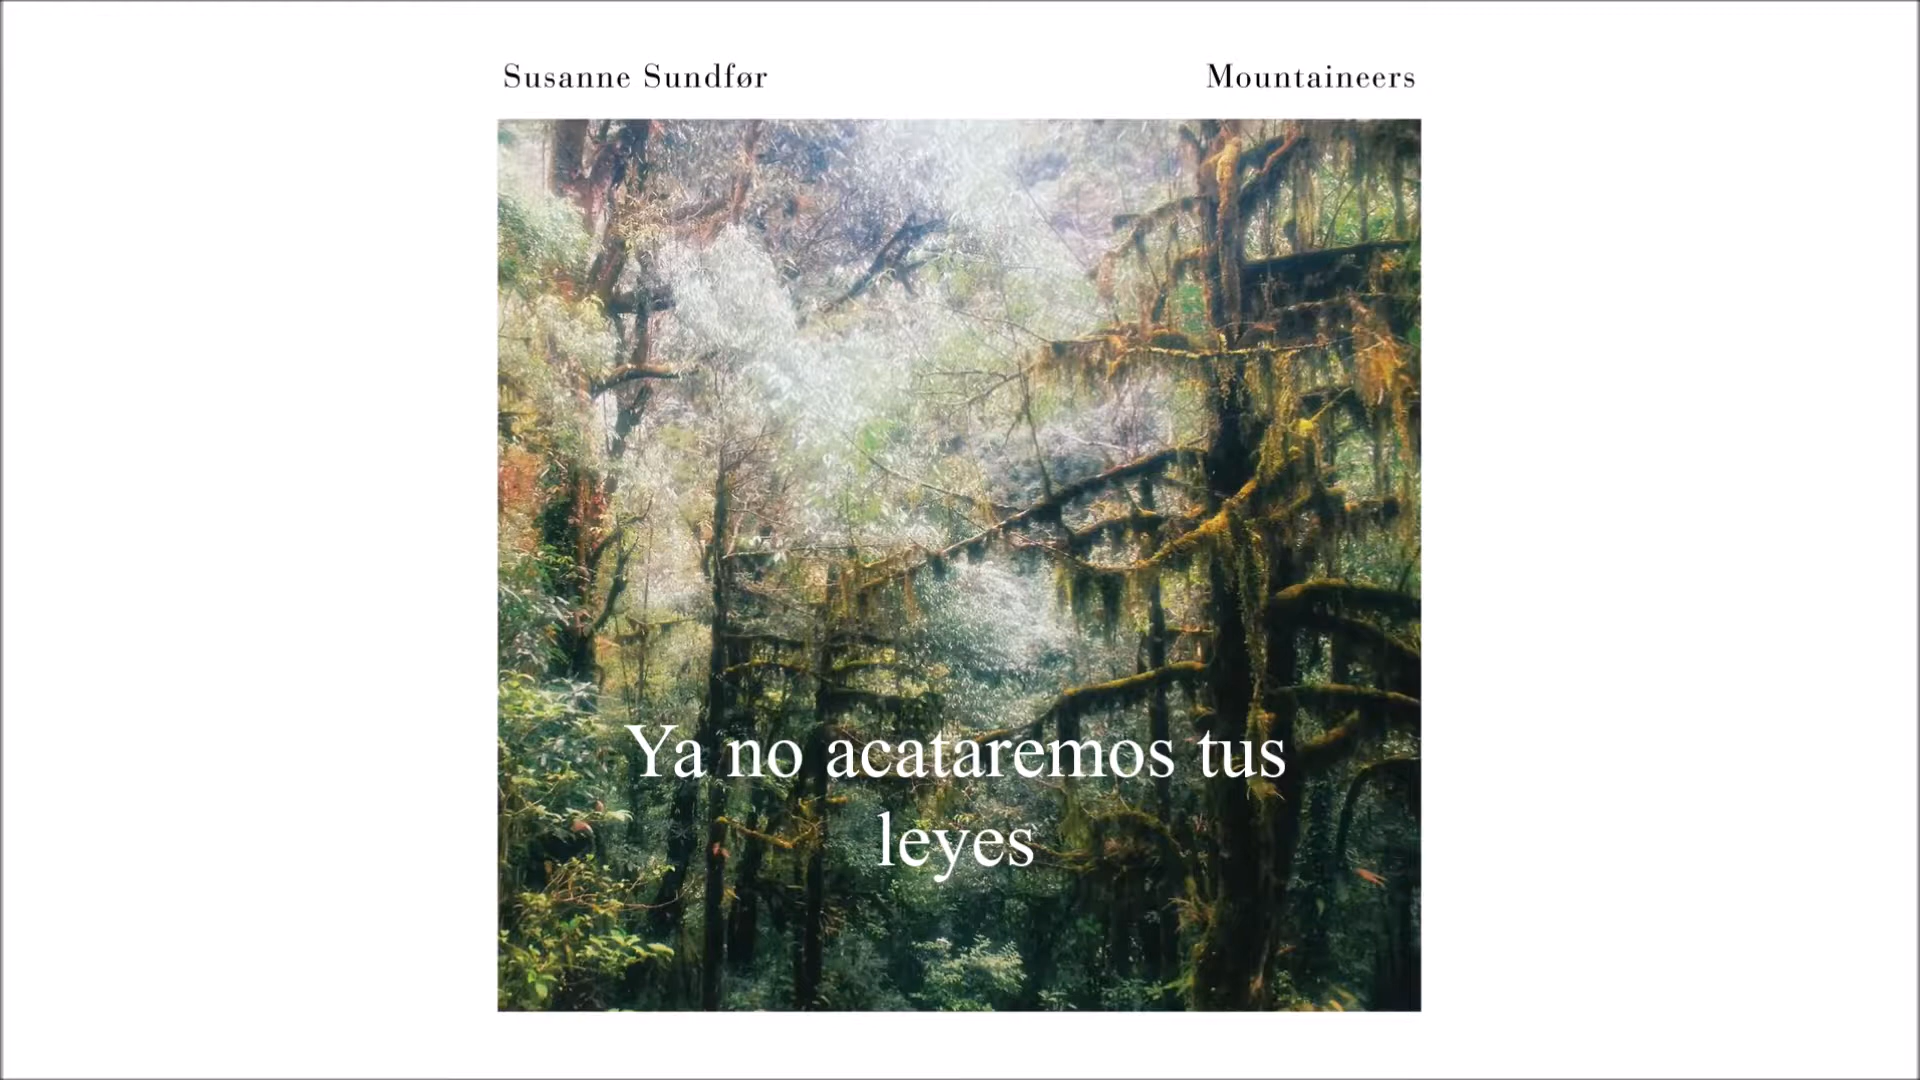 Susanne Sundfør
Mountaineers
Ya no acataremos tus
leyes